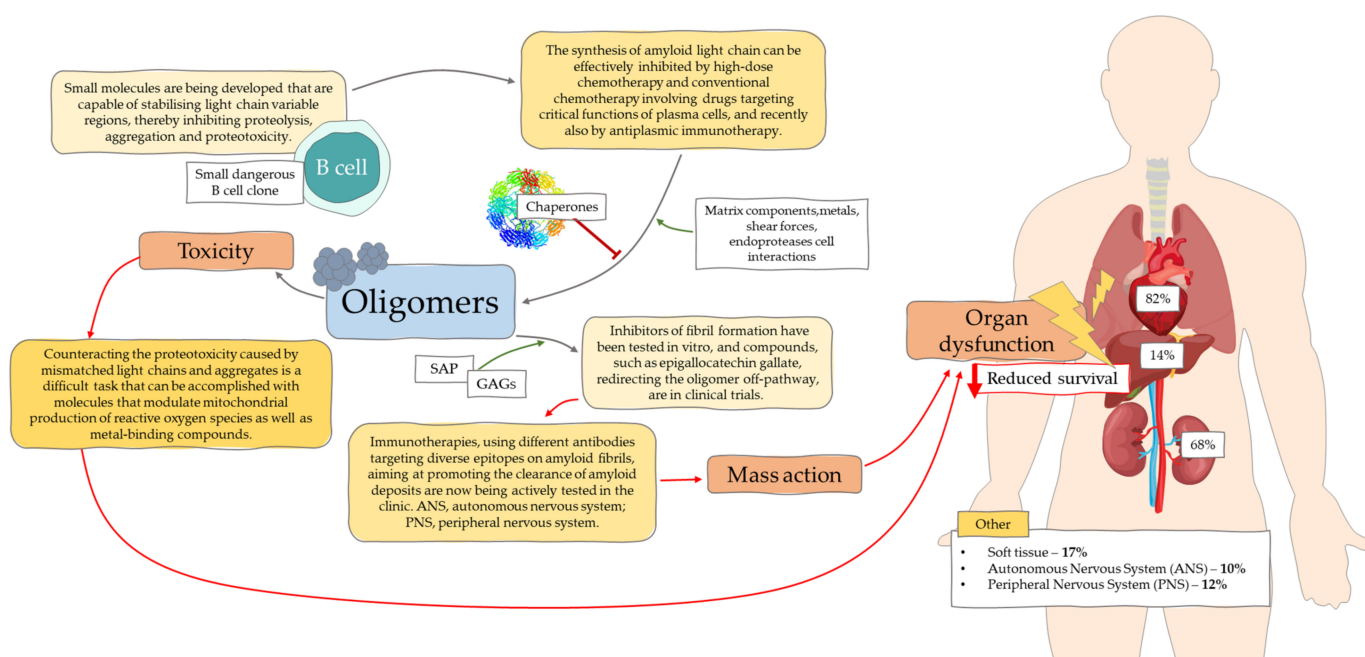 Small molecules are being developed that are
capable of stabilising light chain variable
regions, thereby inhibiting proteolysis,
aggregation and proteotoxicity.
B cell
Small dangerous
B cell clone
The synthesis of amyloid light chain can be
effectively inhibited by high-dose
chemotherapy and conventional
chemotherapy involving drugs targeting
critical functions of plasma cells, and recently
also by antiplasmic immunotherapy.
Chaperones
Matrix components,metals,
shear forces,
endoproteases cell
interactions
Toxicity
Oligomers
Counteracting the proteotoxicity caused by
mismatched light chains and aggregates is a
difficult task that can be accomplished with
molecules that modulate mitochondrial
production of reactive oxygen species as well as
metal-binding compounds.
SAP
GAGs
Inhibitors of fibril formation have
been tested in vitro, and compounds,
such as epigallocatechin gallate,
redirecting the oligomer off-pathway,
are in clinical trials.
Immunotherapies, using different antibodies
targeting diverse epitopes on amyloid fibrils,
aiming at promoting the clearance of amyloid
deposits are now being actively tested in the
clinic. ANS, autonomous nervous system;
PNS, peripheral nervous system.
Mass action
Organ
dysfunction
Reduced survival
82%
14%
68%
Other
• Soft tissue – 17%
• Autonomous Nervous System (ANS) – 10%
• Peripheral Nervous System (PNS) – 12%